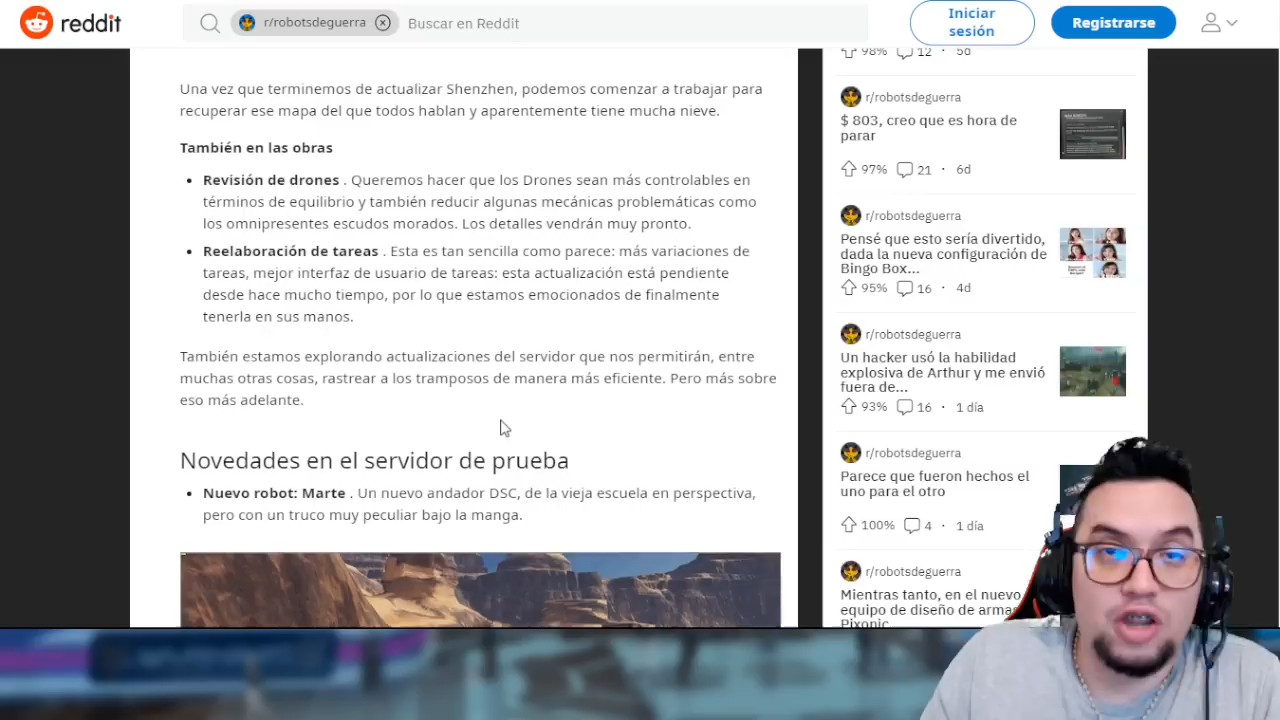 reddit
r/robotsdeguerra
Buscar en Reddit
Iniciar
sesión
Registrarse
Una vez que terminemos de actualizar Shenzhen, podemos comenzar a trabajar para
recuperar ese mapa del que todos hablan y aparentemente tiene mucha nieve.
También en las obras
• Revisión de drones . Queremos hacer que los Drones sean más controlables en
términos de equilibrio y también reducir algunas mecánicas problemáticas como
los omnipresentes escudos morados. Los detalles vendrán muy pronto.
• Reelaboración de tareas . Esta es tan sencilla como parece: más variaciones de
tareas, mejor interfaz de usuario de tareas: esta actualización está pendiente
desde hace mucho tiempo, por lo que estamos emocionados de finalmente
tenerla en sus manos.
También estamos explorando actualizaciones del servidor que nos permitirán, entre
muchas otras cosas, rastrear a los tramposos de manera más eficiente. Pero más sobre
eso más adelante.
Novedades en el servidor de prueba
• Nuevo robot: Marte . Un nuevo andador DSC, de la vieja escuela en perspectiva,
pero con un truco muy peculiar bajo la manga.
98% 12 · 5d
r/robotsdeguerra
$ 803, creo que es hora de
parar
97% 21 · 6d
r/robotsdeguerra
Pensé que esto sería divertido,
dada la nueva configuración de
Bingo Box...
95% 16 · 4d
r/robotsdeguerra
Un hacker usó la habilidad
explosiva de Arthur y me envió
fuera de...
93% 16 · 1 día
r/robotsdeguerra
Parece que fueron hechos el
uno para el otro
100% 4 · 1 día
r/robotsdeguerra
Mientras tanto, en el nuevo
equipo de diseño de armas
Pixonic